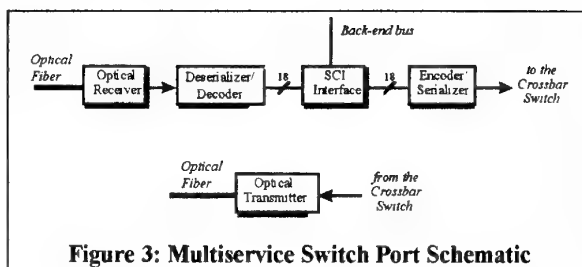 Back-end bus
Optical
Fiber
Optical
Receiver
Deserializer/
Decoder
18
SCI
Interface
18
Encoder/
Serializer
to the
Crossbar
Switch
Optical
Fiber
Optical
Transmitter
from the
Crossbar
Switch
Figure 3: Multiservice Switch Port Schematic